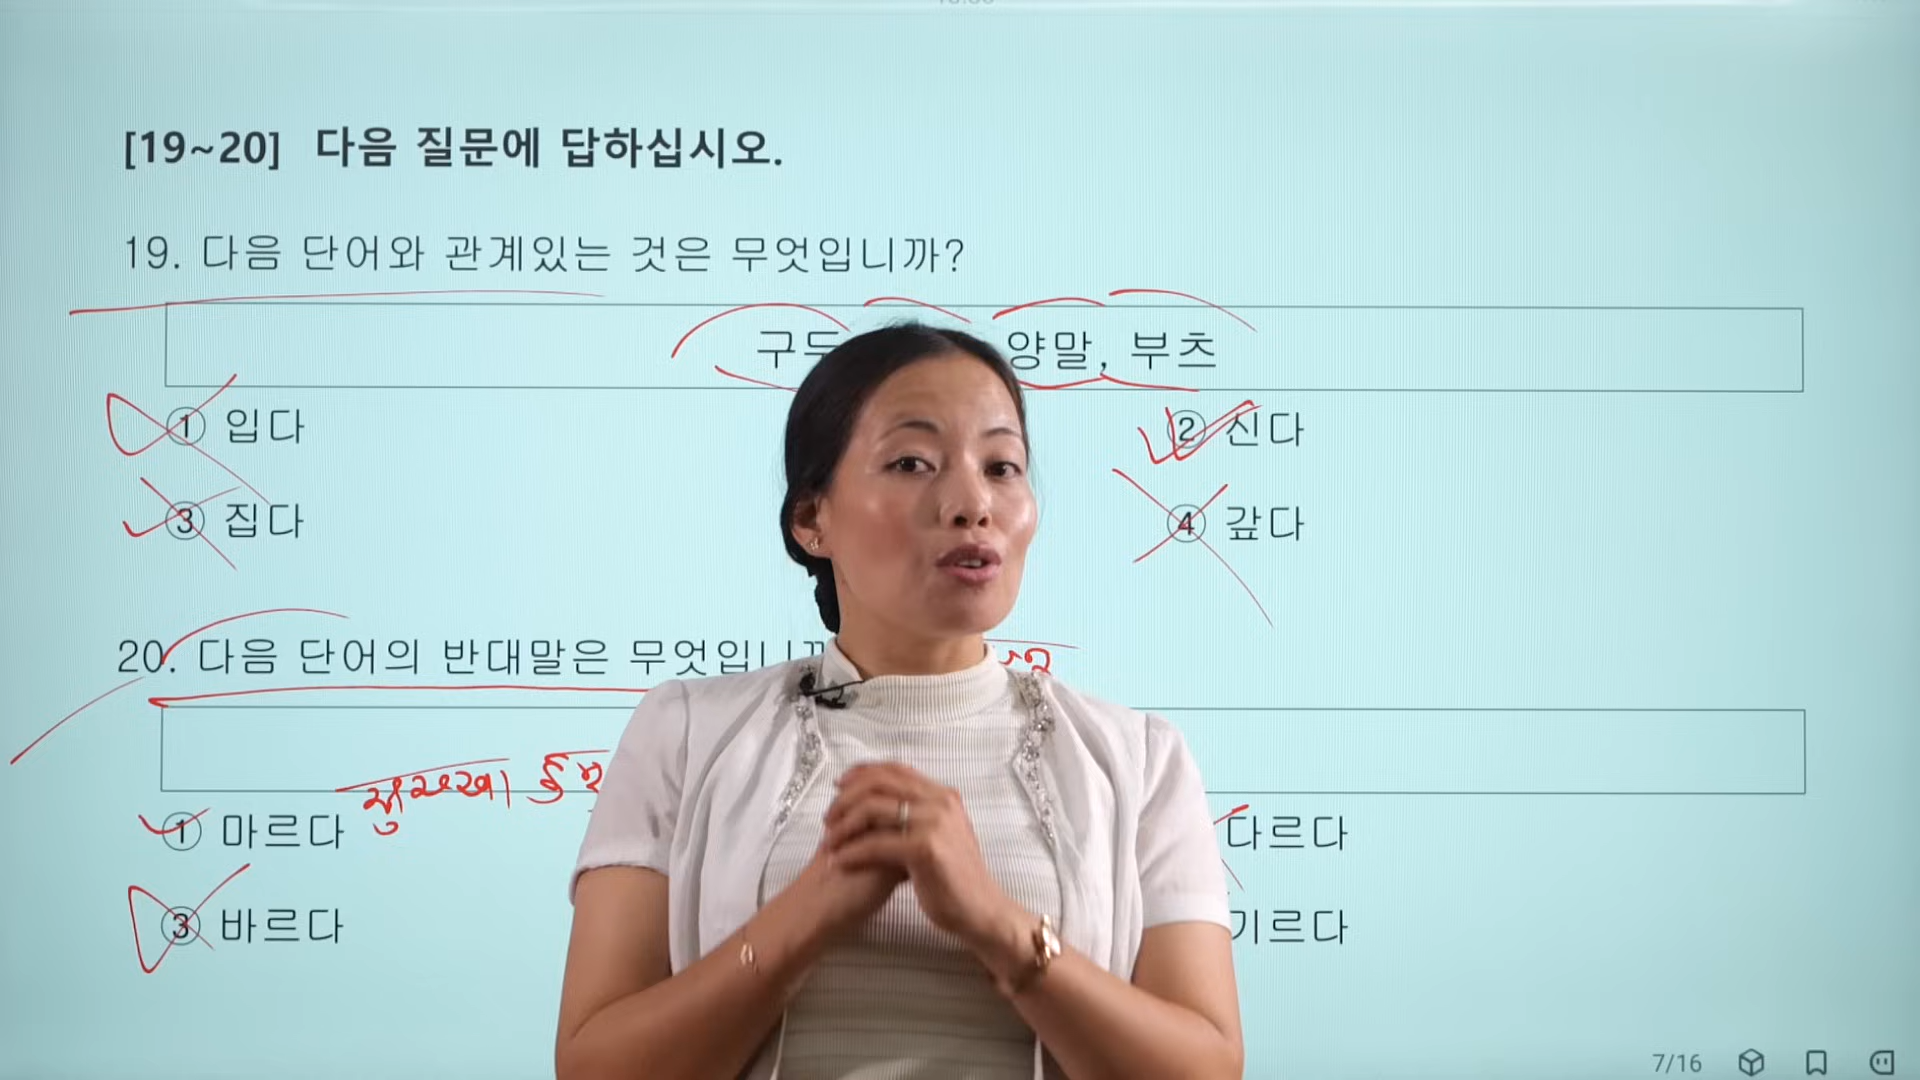 [19~20] 다음 질문에 답하십시오.
19. 다음 단어와 관계있는 것은 무엇입니까?
양말, 부츠
① 입다 ② 신다
③ 집다 ④ 갚다
20. 다음 단어의 반대말은 무엇입니
① 마르다 다르다
③ 바르다 기르다
7/16